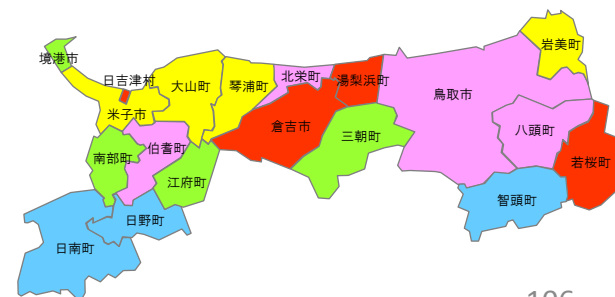 岩美町
境港市
日吉津村
大山町
琴浦町
北栄町
湯梨浜町
鳥取市
米子市
倉吉市
三朝町
八頭町
伯耆町
南部町
江府町
若桜町
智頭町
日野町
日南町